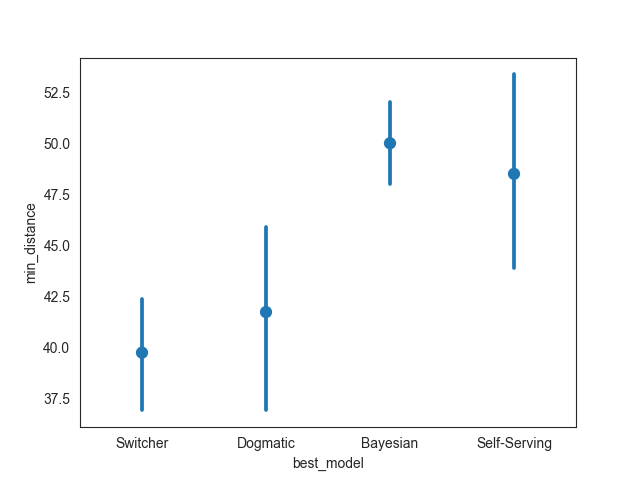 52.5
50.0
47.5
45.0
42.5
40.0
37.5
min_distance
Switcher Dogmatic Bayesian Self-Serving
best_model